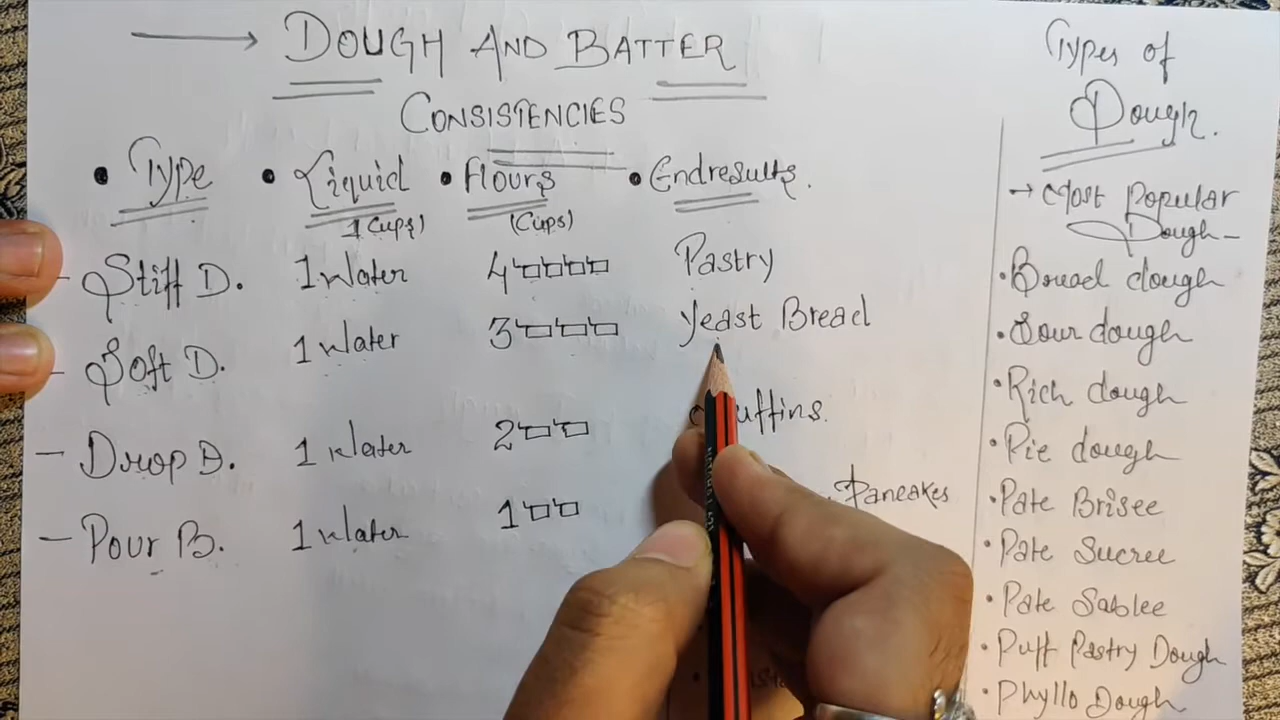 → DOUGH AND BATTER
CONSISTENCIES
• Type • Liquid • Flours • Endresults.
1 Cups) (Cups)
- Stiff D. 1 Water 4 Pastry
- Soft D. 1 Water 3 Yeast Bread
- Drop B. 1 Water 2
- Pour B. 1 Water 1 Pancakes
Types of
Dough.
→ Most Popular
Dough-
• Bread dough
• Sour dough
• Rich dough
• Pie dough
• Pate Brisee
• Pate Sucree
• Pate Sablee
• Puff Pastry Dough
• Phyllo Dough